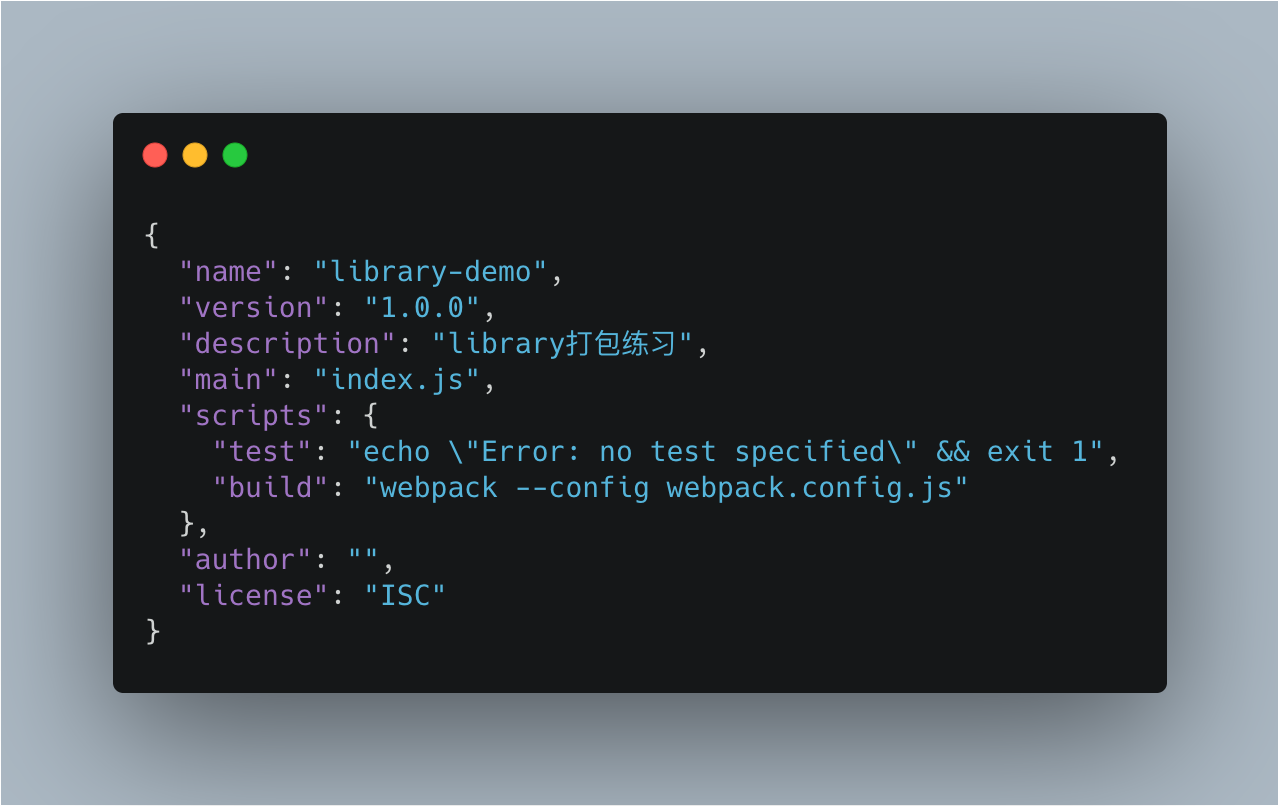 {
  "name": "library-demo",
  "version": "1.0.0",
  "description": "library打包练习",
  "main": "index.js",
  "scripts": {
    "test": "echo \"Error: no test specified\" && exit 1",
    "build": "webpack --config webpack.config.js"
  },
  "author": "",
  "license": "ISC"
}